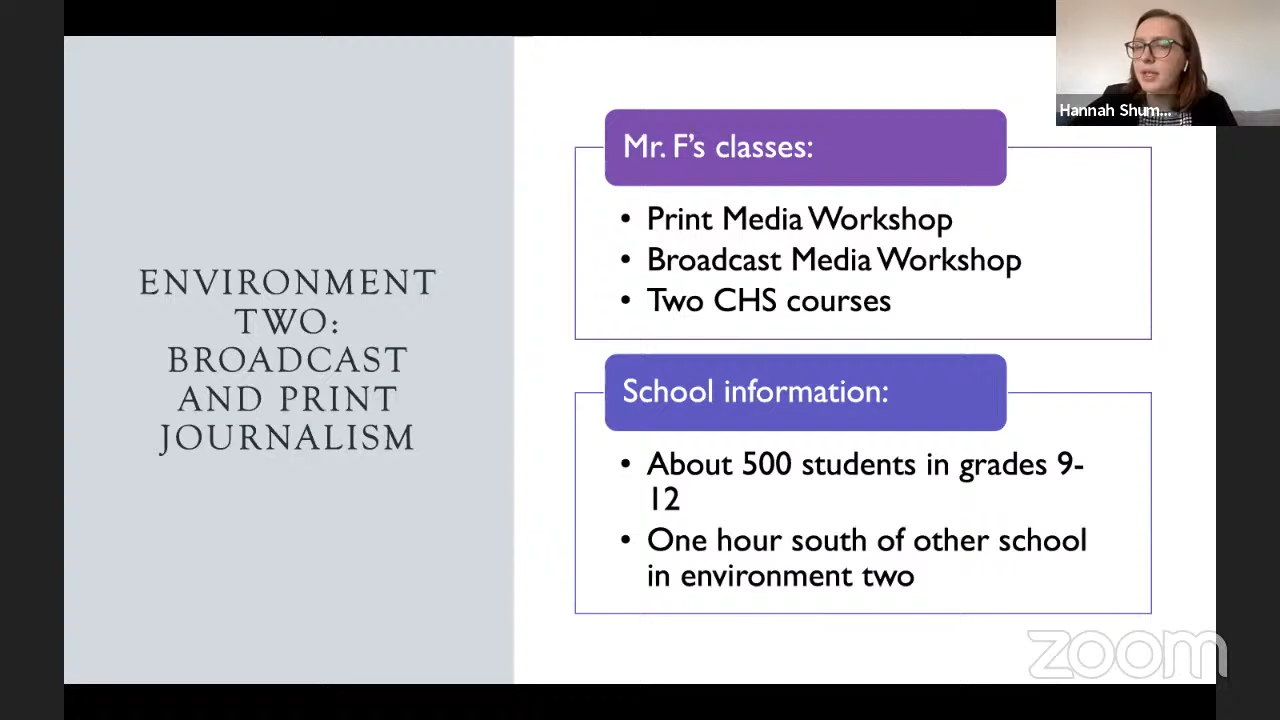 Hannah Shum...
ENVIRONMENT
TWO:
BROADCAST
AND PRINT
JOURNALISM
Mr. F's classes:
• Print Media Workshop
• Broadcast Media Workshop
• Two CHS courses
School information:
• About 500 students in grades 9-
12
• One hour south of other school
in environment two
zoom